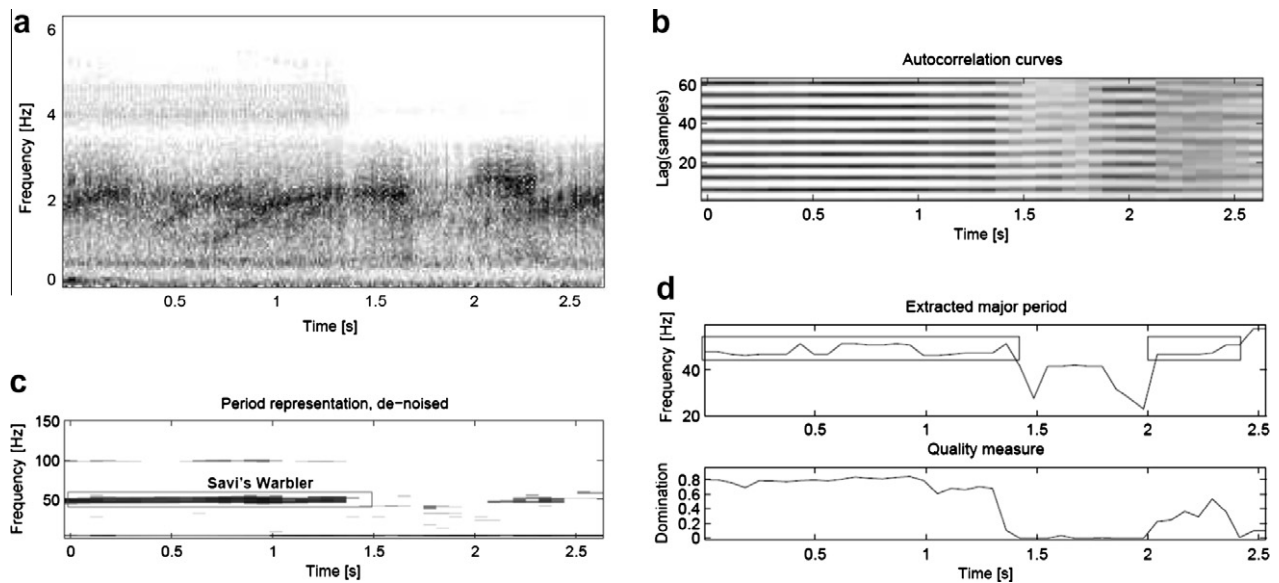 a
6
4
2
0
Frequency [Hz]
0.5 1 1.5 2 2.5
Time [s]
b
Autocorrelation curves
60
40
20
Lag(samples)
0 0.5 1 1.5 2 2.5
Time [s]
c
Period representation, de-noised
150
100
50
Frequency [Hz]
Savi's Warbler
0 0.5 1 1.5 2 2.5
Time [s]
d
Extracted major period
40
20
Frequency [Hz]
0.5 1 1.5 2 2.5
Quality measure
0.8
0.4
0.2
0
Domination
0.5 1 1.5 2 2.5
Time [s]